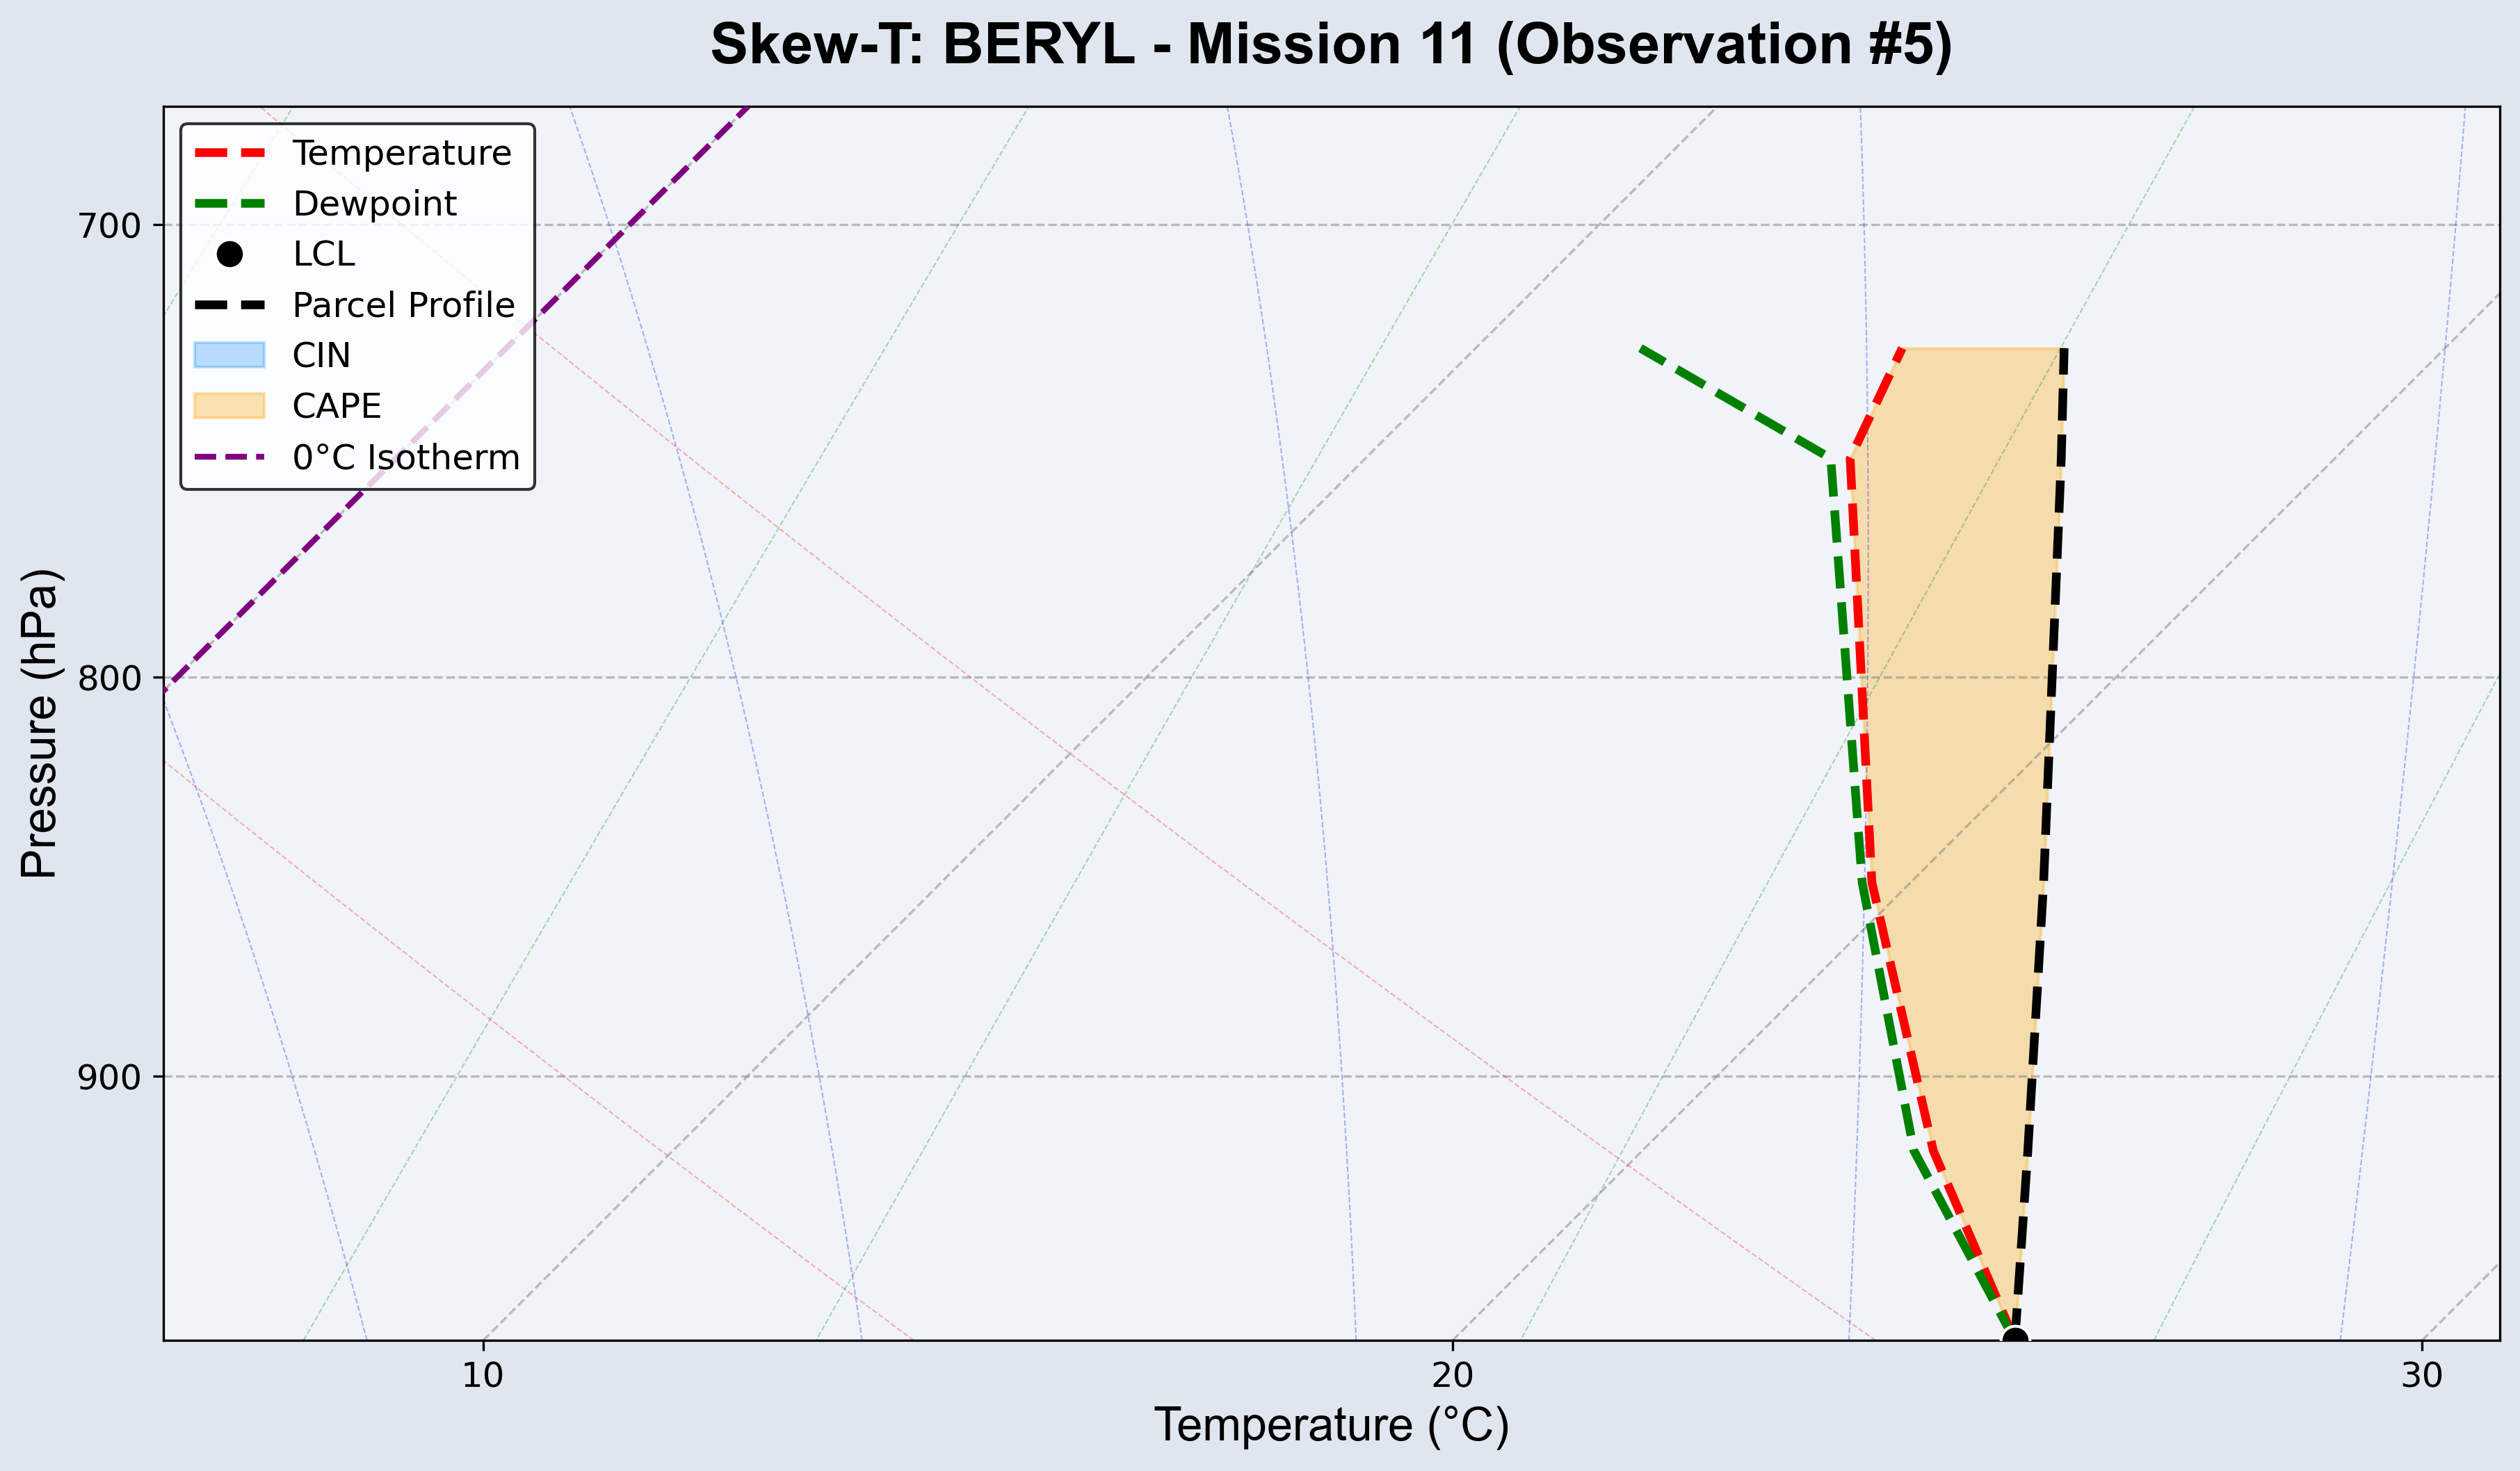 Skew-T: BERYL - Mission 11 (Observation #5)
Temperature
Dewpoint
LCL
Parcel Profile
CIN
CAPE
0°C Isotherm
Pressure (hPa)
700
800
900
10 20 30
Temperature (°C)